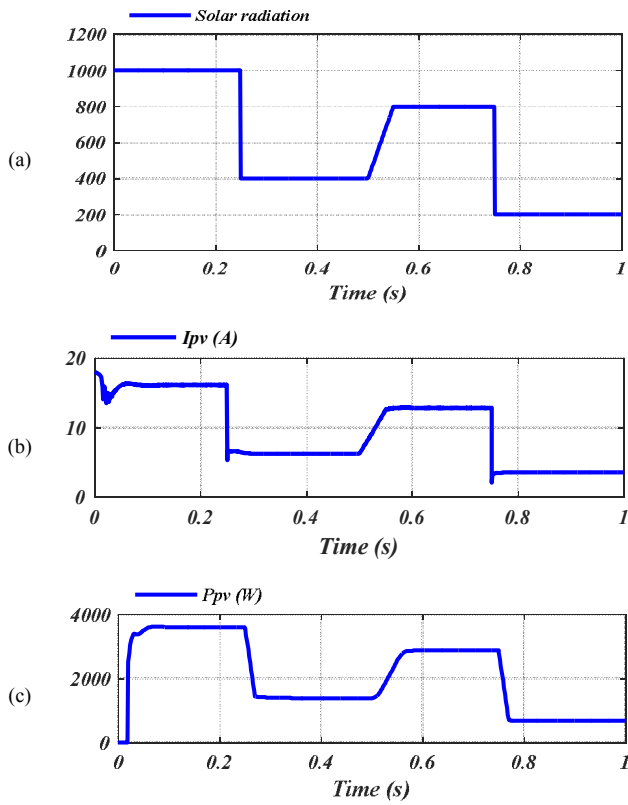 Solar radiation
1200
1000
800
600
400
200
0
0 0.2 0.4 0.6 0.8 1
Time (s)
(a)
Ipv (A)
20
10
0
0 0.2 0.4 0.6 0.8 1
Time (s)
(b)
Ppv (W)
4000
2000
0
0 0.2 0.4 0.6 0.8 1
Time (s)
(c)